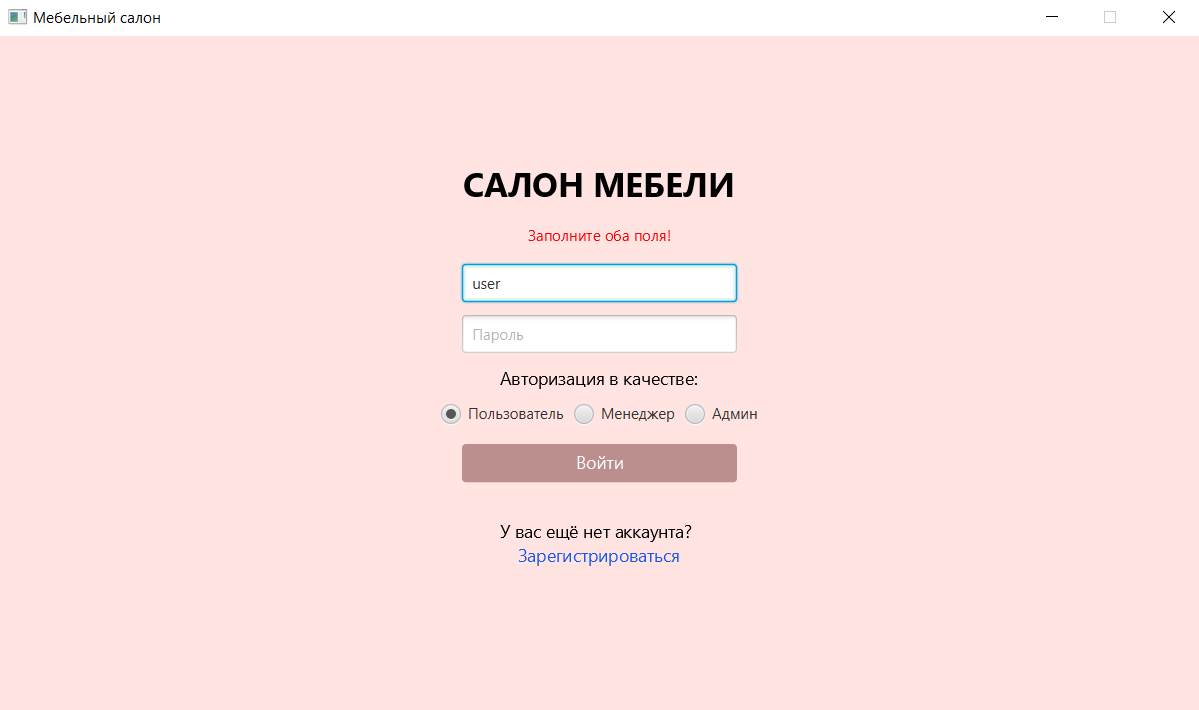 Мебельный салон
САЛОН МЕБЕЛИ
Заполните оба поля!
user
Пароль
Авторизация в качестве:
Пользователь Менеджер Админ
Войти
У вас ещё нет аккаунта?
Зарегистрироваться